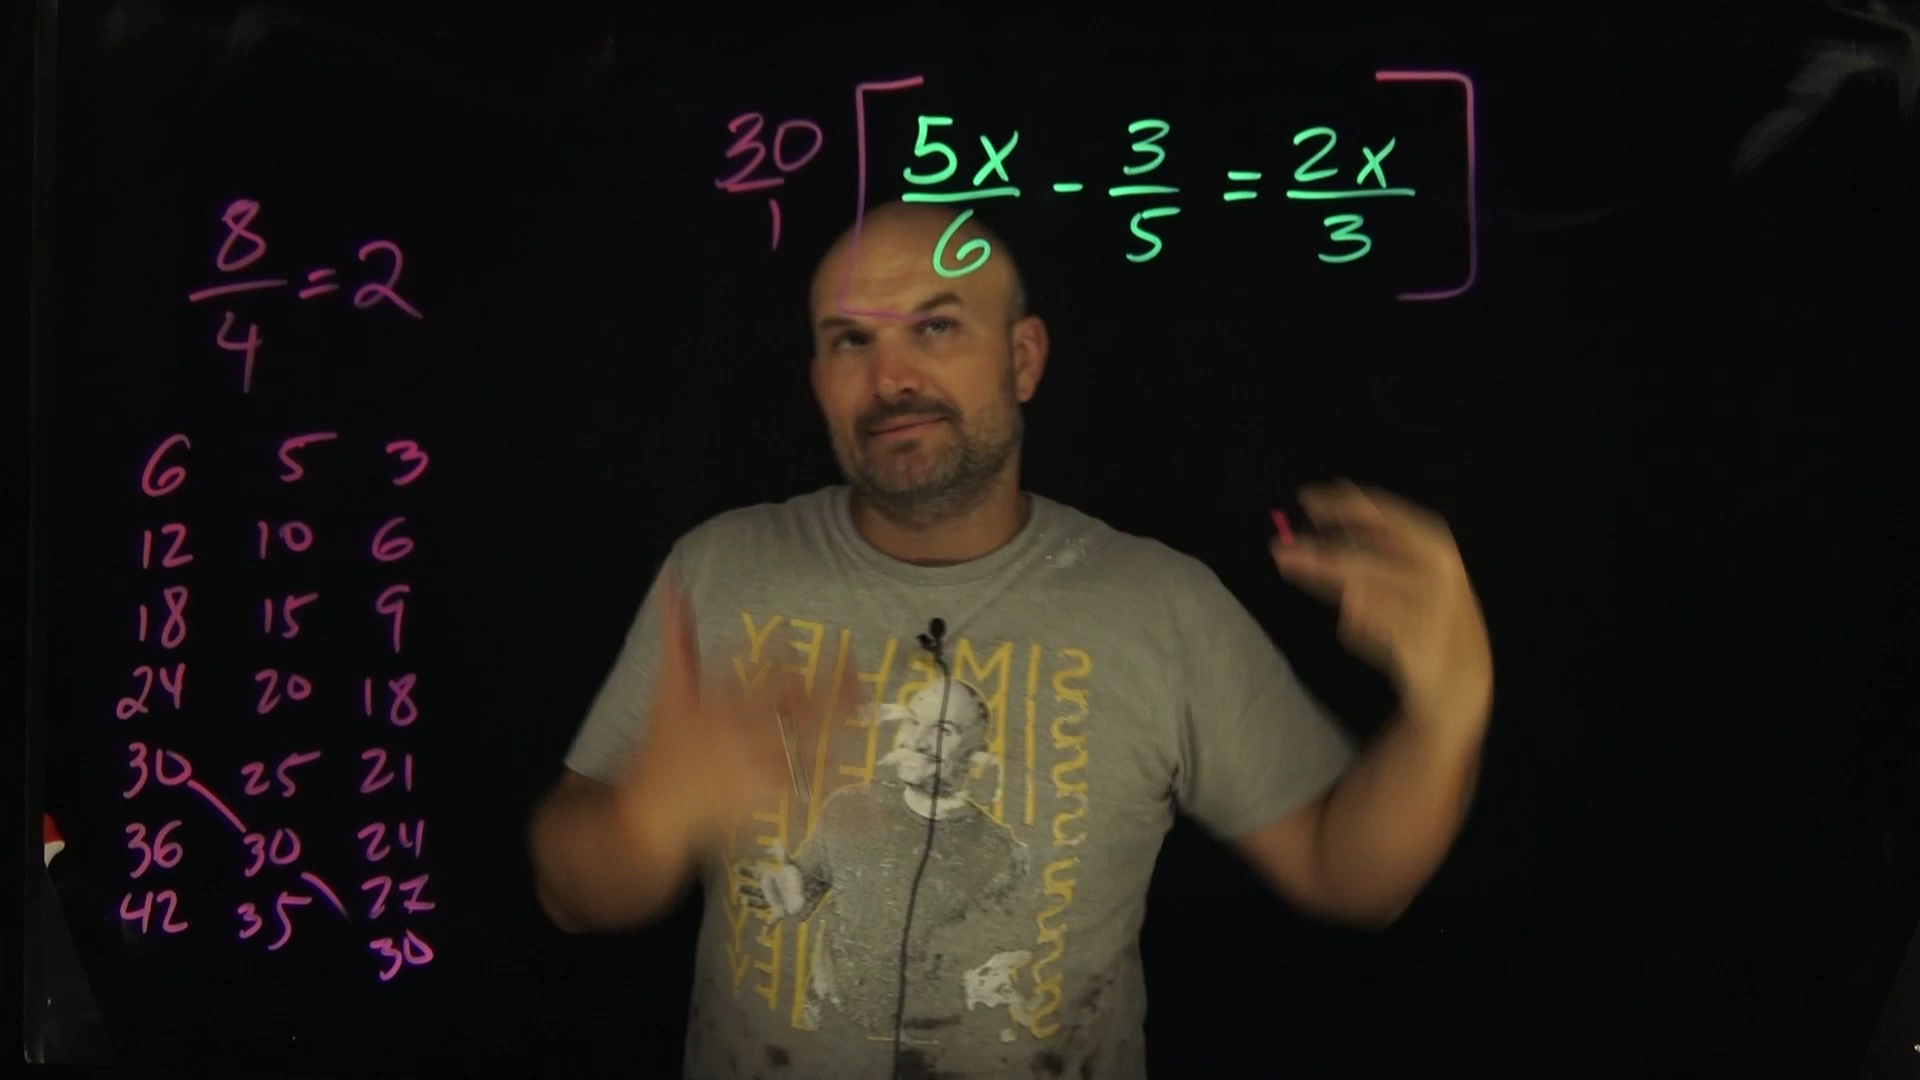 30/1 [ 5x/6 - 3/5 = 2x/3 ]
8/4 = 2
6 5 3
12 10 6
18 15 9
24 20 18
30 25 21
36 30 24
42 35 27
30